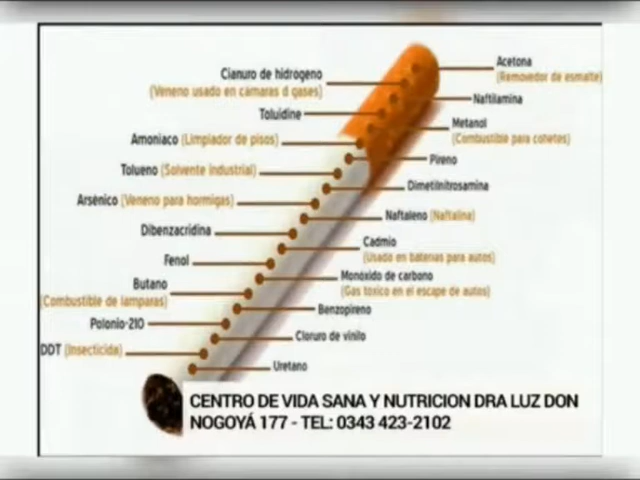 Cianuro de hidrogeno
(Veneno usado en cámaras d gases)
Toluidine
Amoniaco (Limpiador de pisos)
Tolueno (Solvente industrial)
Arsénico (Veneno para hormigas)
Dibenzacridina
Fenol
Butano
(Combustible de lamparas)
Polonio-210
DDT (Insecticida)
Acetona
(Removedor de esmalte)
Naftilamina
Metanol
(Combustible para cohetes)
Pireno
Dimetilnitrosamina
Naftaleno (Naftalina)
Cadmio
(Usado en baterias para autos)
Monóxido de carbono
(Gas toxico en el escape de autos)
Benzopireno
Cloruro de vinilo
Uretano
CENTRO DE VIDA SANA Y NUTRICION DRA LUZ DON
NOGOYÁ 177 - TEL: 0343 423-2102